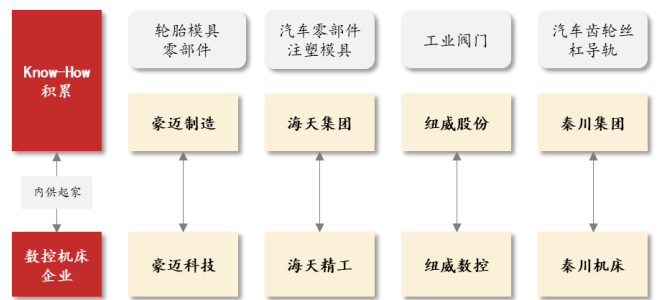 轮胎模具
零部件
汽车零部件
注塑模具
工业阀门
汽车齿轮丝
杠导轨
Know-How
积累
豪迈制造
海天集团
纽威股份
秦川集团
内供起家
数控机床
企业
豪迈科技
海天精工
纽威数控
秦川机床